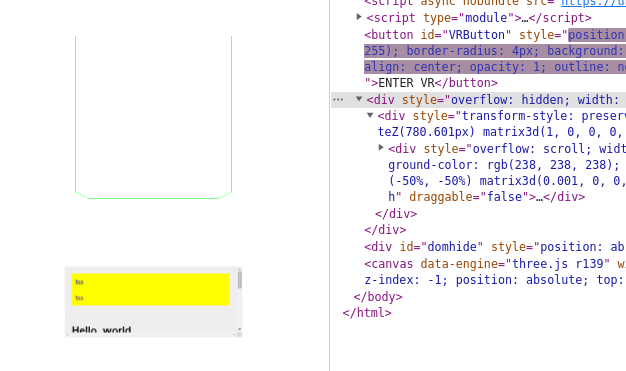 <script async nobundle src="https://u
<script type="module">…</script>
<button id="VRButton" style="position
255); border-radius: 4px; background:
align: center; opacity: 1; outline: n
">ENTER VR</button>
<div style="overflow: hidden; width:
<div style="transform-style: preserv
teZ(780.601px) matrix3d(1, 0, 0, 0,
<div style="overflow: scroll; widt
ground-color: rgb(238, 238, 238);
(-50%, -50%) matrix3d(0.001, 0, 0,
h" draggable="false">…</div>
</div>
</div>
<div id="domhide" style="position: ab
<canvas data-engine="three.js r139" wi
z-index: -1; position: absolute; top:
</body>
</html>
Hello, world